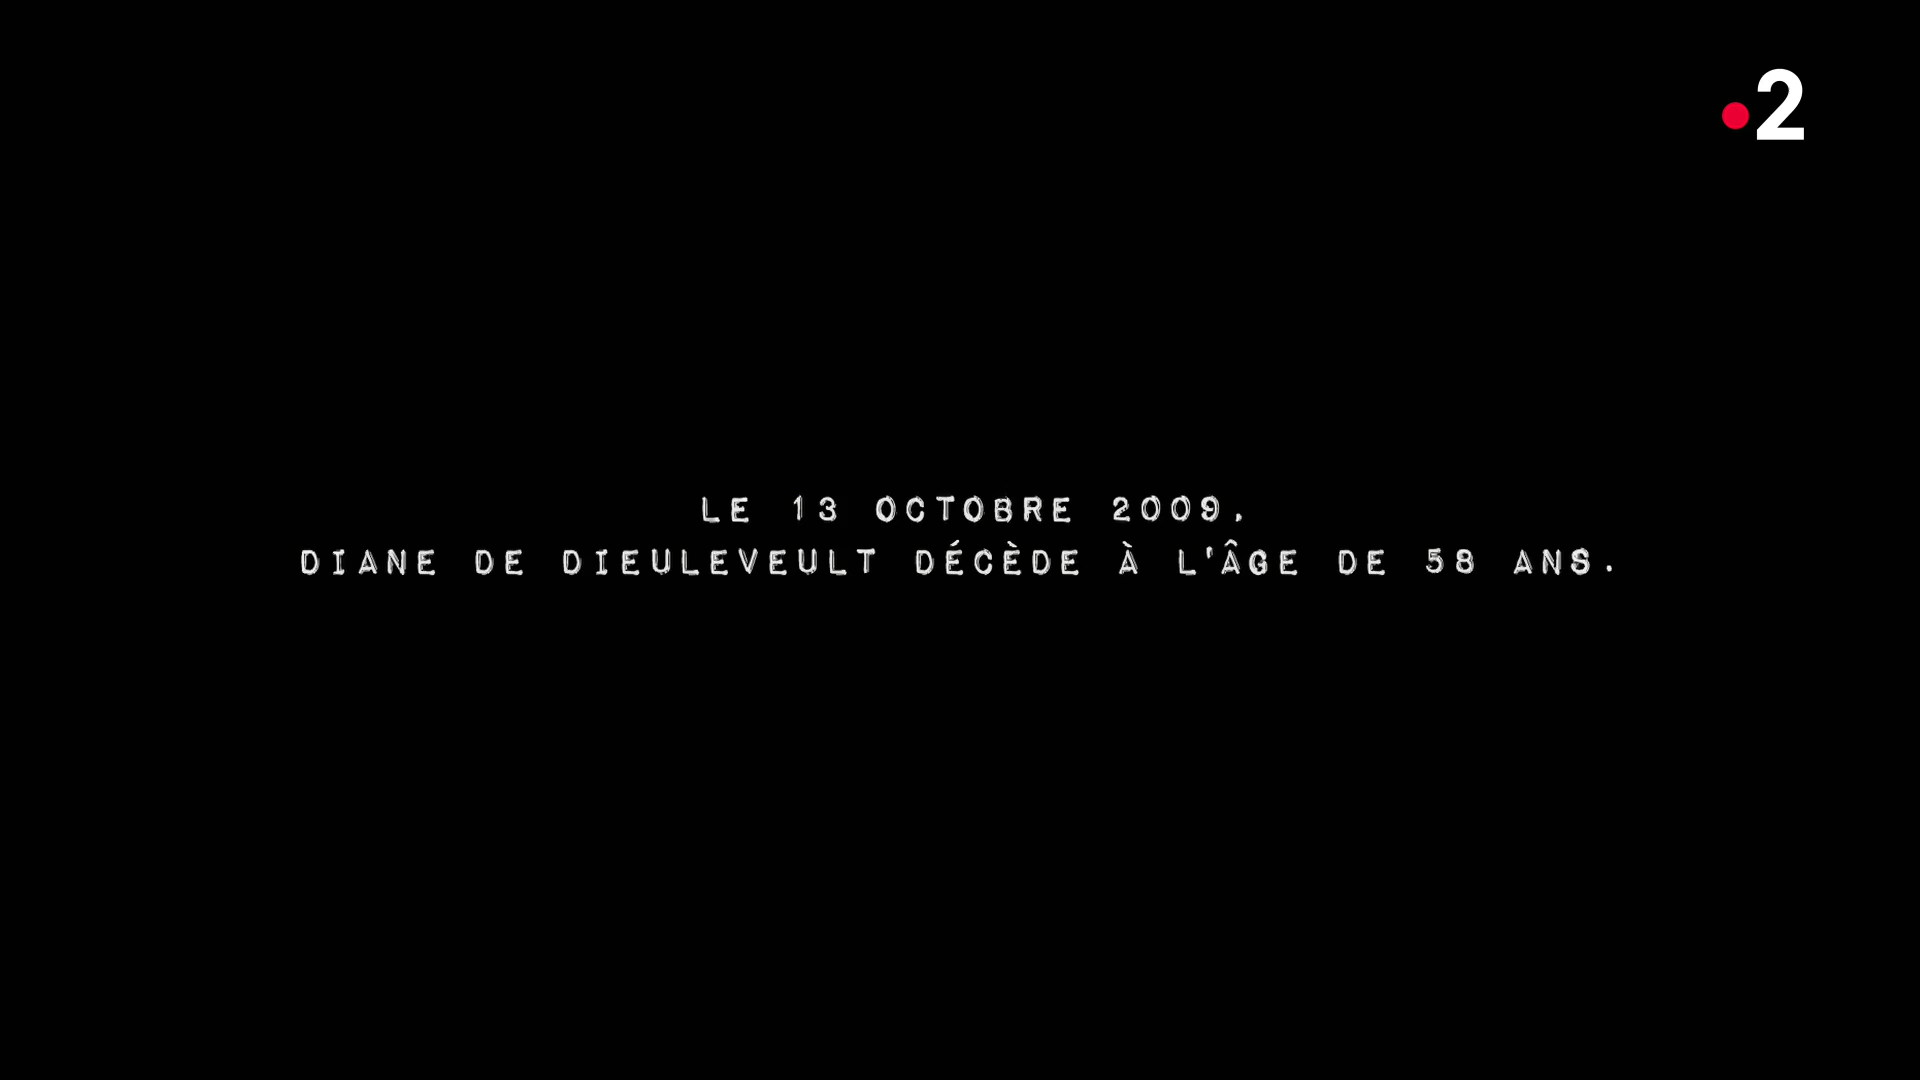 2
LE 13 OCTOBRE 2009,
DIANE DE DIEULEVEULT DÉCÈDE À L'ÂGE DE 58 ANS.